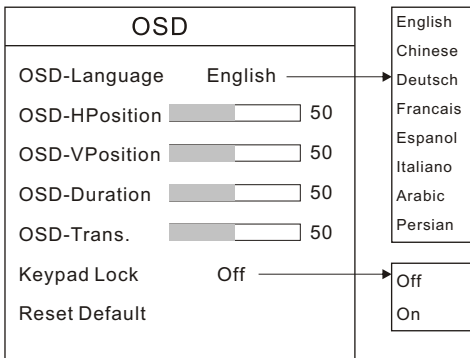 OSD
OSD-Language English
OSD-HPosition 50
OSD-VPosition 50
OSD-Duration 50
OSD-Trans. 50
Keypad Lock Off
Reset Default
English
Chinese
Deutsch
Francais
Espanol
Italiano
Arabic
Persian
Off
On